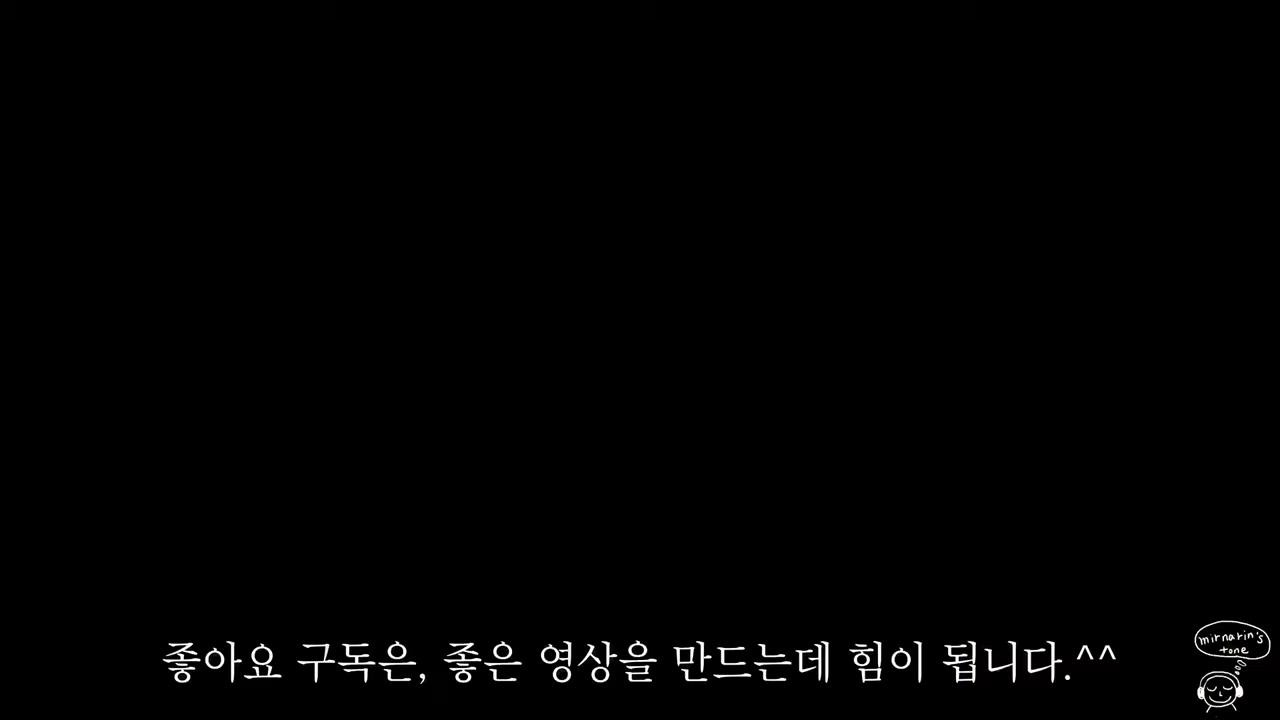 mirnarin's
tone
좋아요 구독은, 좋은 영상을 만드는데 힘이 됩니다.^^